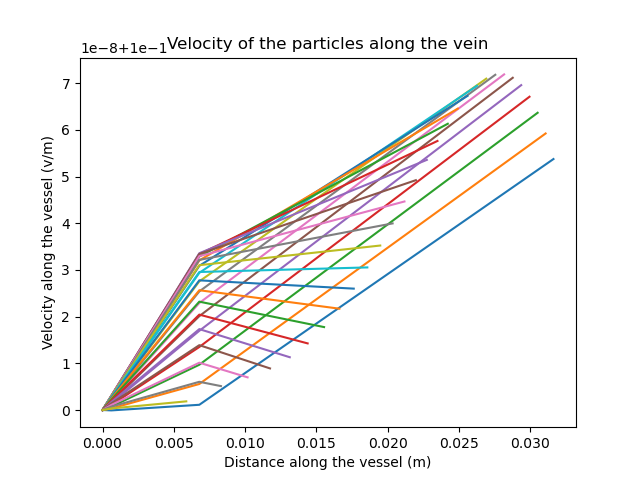 Velocity of the particles along the vein
1e−8+1e−1
7
6
5
4
3
2
1
0
Velocity along the vessel (v/m)
0.000 0.005 0.010 0.015 0.020 0.025 0.030
Distance along the vessel (m)